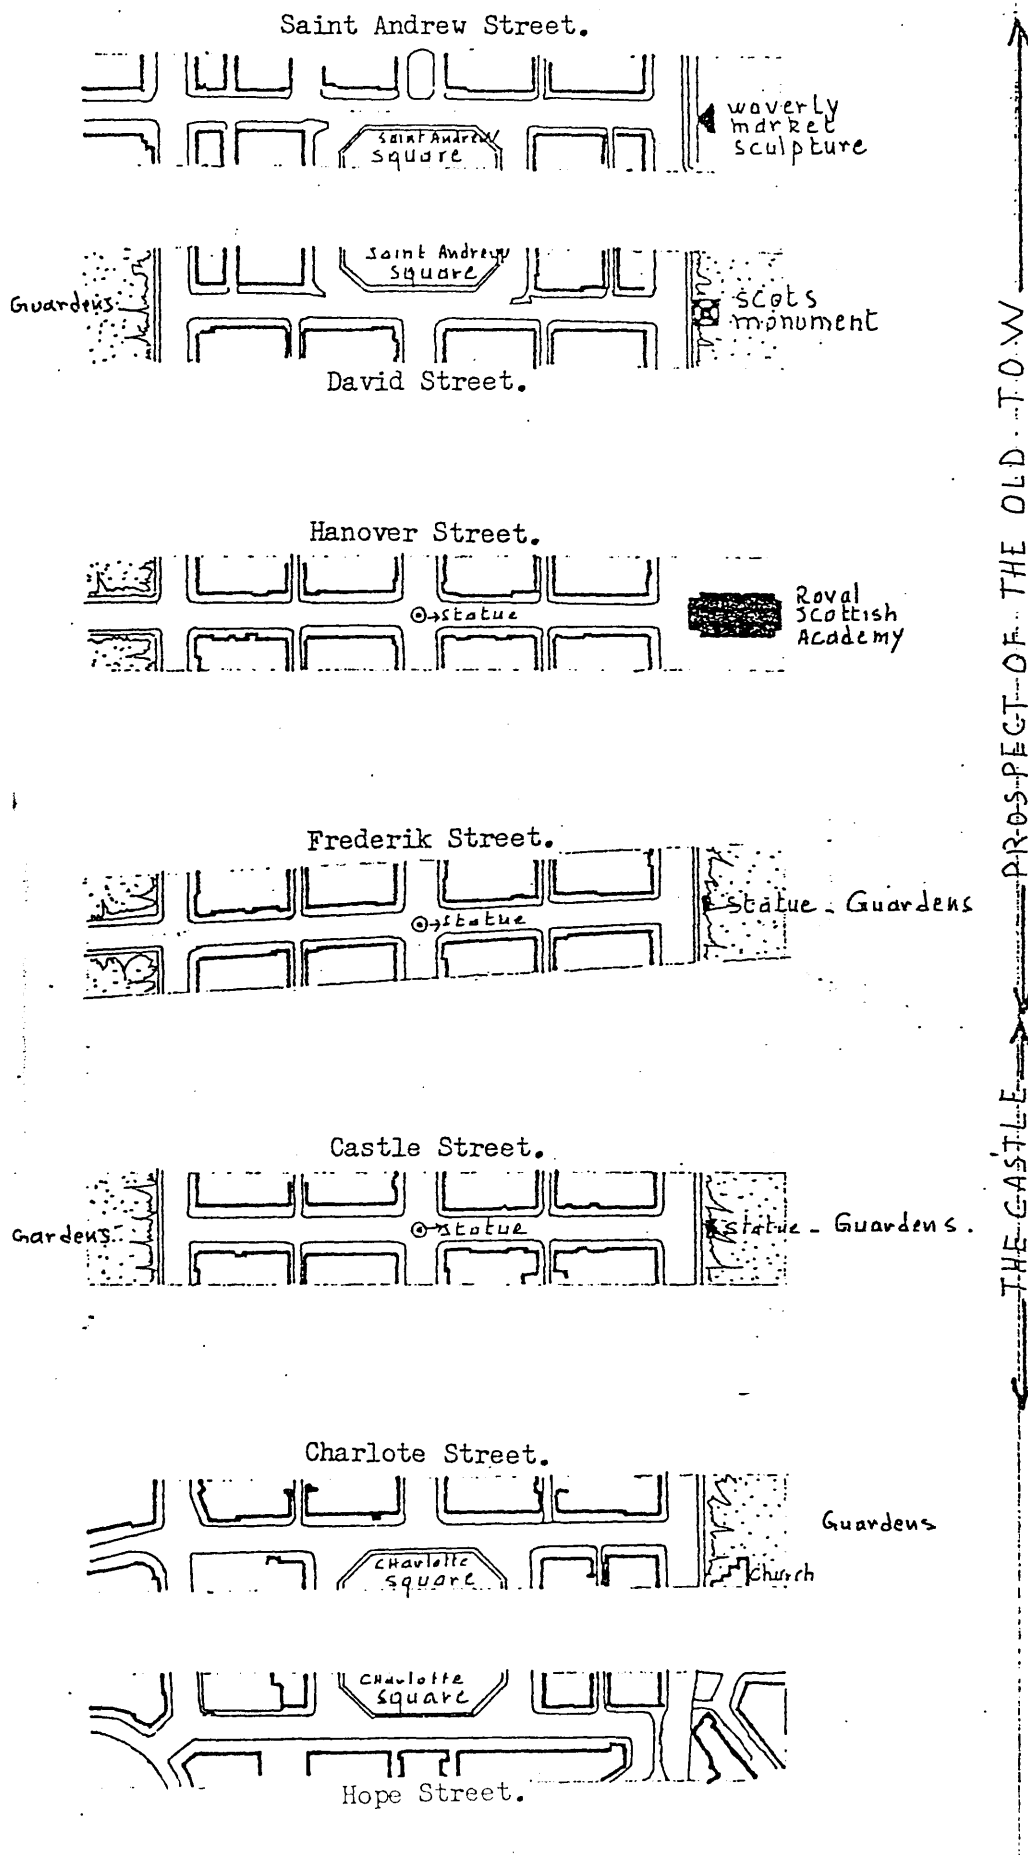 Saint Andrew Street.
waverly
market
sculpture
Saint Andrew
square
Saint Andrew
square
Guardens
scots
monument
David Street.
Hanover Street.
Statue
Royal
Scottish
Academy
Frederik Street.
Statue
statue - Guardens
Castle Street.
Gardens
Statue
statue - Guardens.
Charlote Street.
Guardens
CHarlotte
square
church
CHarlotte
square
Hope Street.
PROSPECT OF THE OLD. TOW
THE CASTLE